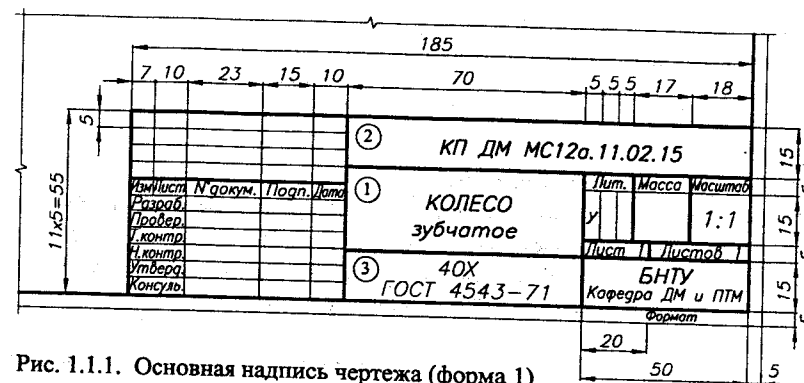 185
7 10 23 15 10 70 5 5 5 17 18
5
② КП ДМ МС12а.11.02.15
15
11х5=55
Изм Лист № докум. Подп. Дата
Разраб.
Провер.
Т.контр.
Н.контр.
Утверд.
Консуль.
① КОЛЕСО
зубчатое
Лит. Масса Масштаб
У 1:1
15
Лист 1 Листов 1
③ 40Х
ГОСТ 4543-71
БНТУ
Кафедра ДМ и ПТМ
15
Формат
20
50 5
Рис. 1.1.1. Основная надпись чертежа (форма 1)